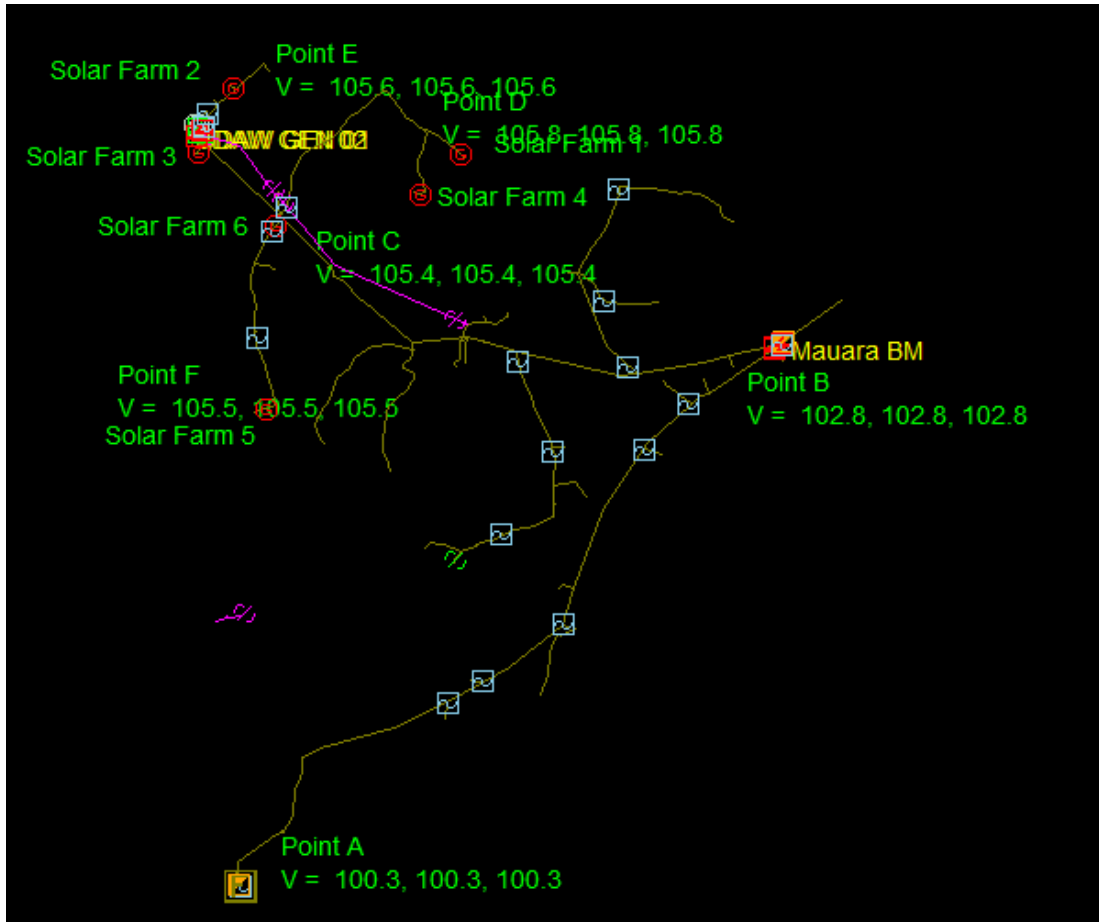 Point E
Solar Farm 2
V = 105.6, 105.6, 105.6
Point D
V = 105.8, 105.8, 105.8
Solar Farm 1
DAW GEN
Solar Farm 3
Solar Farm 4
Solar Farm 6
Point C
V = 105.4, 105.4, 105.4
Mauara BM
Point B
V = 102.8, 102.8, 102.8
Point F
V = 105.5, 105.5, 105.5
Solar Farm 5
Point A
V = 100.3, 100.3, 100.3